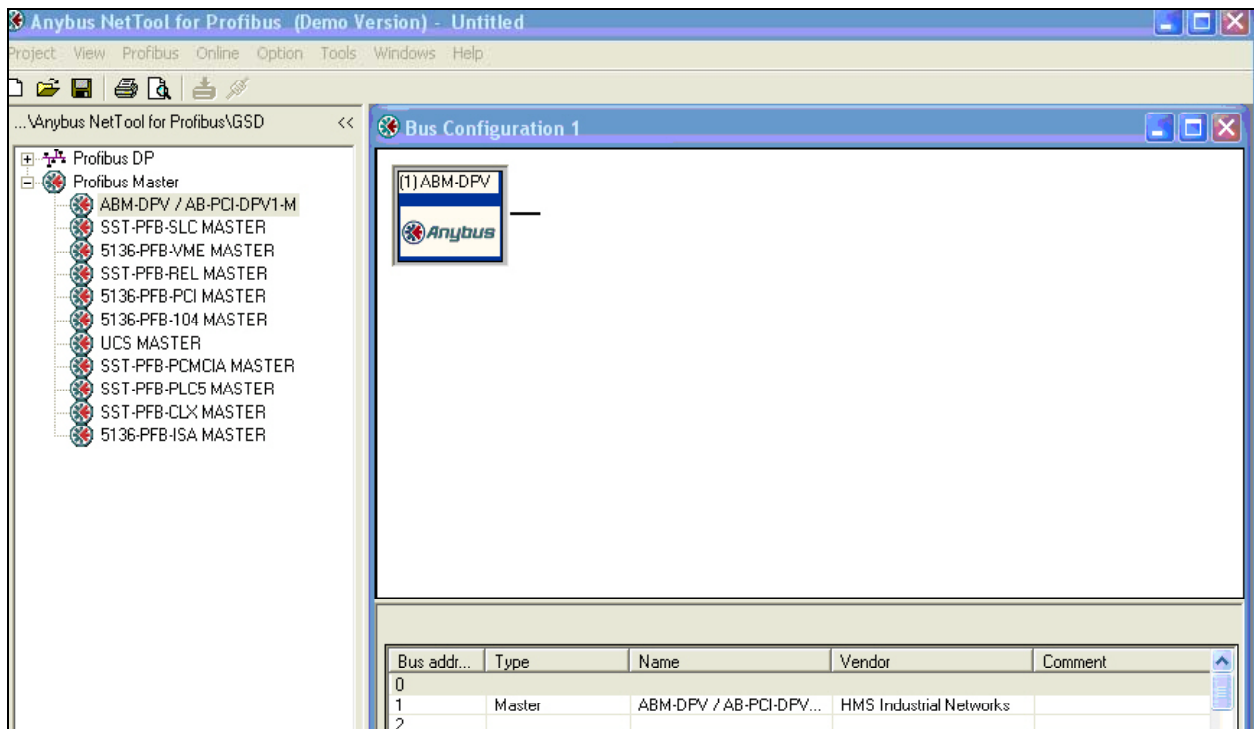 Anybus NetTool for Profibus (Demo Version) - Untitled
Project View Profibus Online Option Tools Windows Help
...\Anybus NetTool for Profibus\GSD <<
Bus Configuration 1
Profibus DP
Profibus Master
ABM-DPV / AB-PCI-DPV1-M
SST-PFB-SLC MASTER
5136-PFB-VME MASTER
SST-PFB-REL MASTER
5136-PFB-PCI MASTER
5136-PFB-104 MASTER
UCS MASTER
SST-PFB-PCMCIA MASTER
SST-PFB-PLC5 MASTER
SST-PFB-CLX MASTER
5136-PFB-ISA MASTER
(1) ABM-DPV
Anybus
Bus addr... Type Name Vendor Comment
0
1 Master ABM-DPV / AB-PCI-DPV... HMS Industrial Networks
2